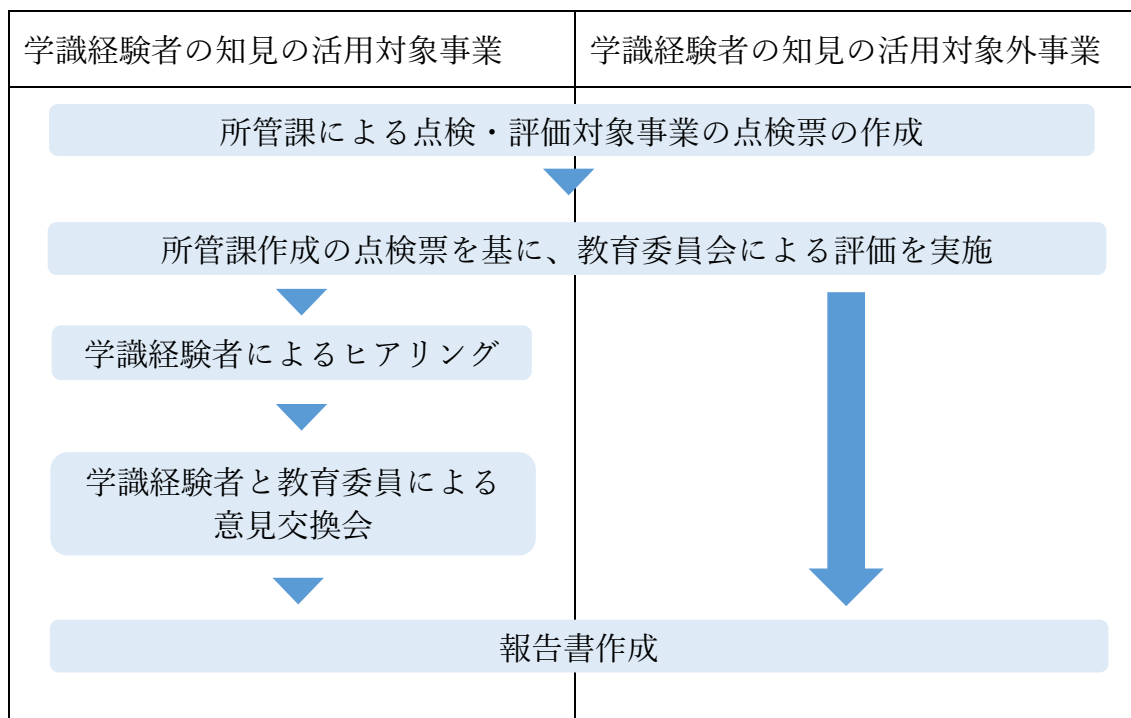 学識経験者の知見の活用対象事業
学識経験者の知見の活用対象外事業
所管課による点検・評価対象事業の点検票の作成
所管課作成の点検票を基に、教育委員会による評価を実施
学識経験者によるヒアリング
学識経験者と教育委員による
意見交換会
報告書作成